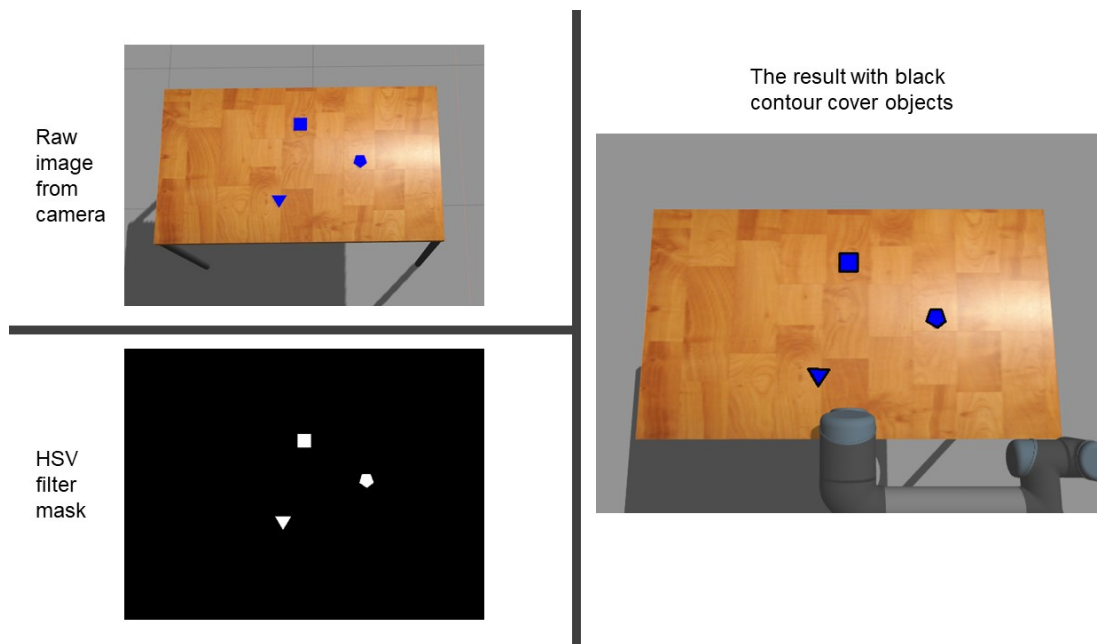 Raw
image
from
camera
HSV
filter
mask
The result with black
contour cover objects